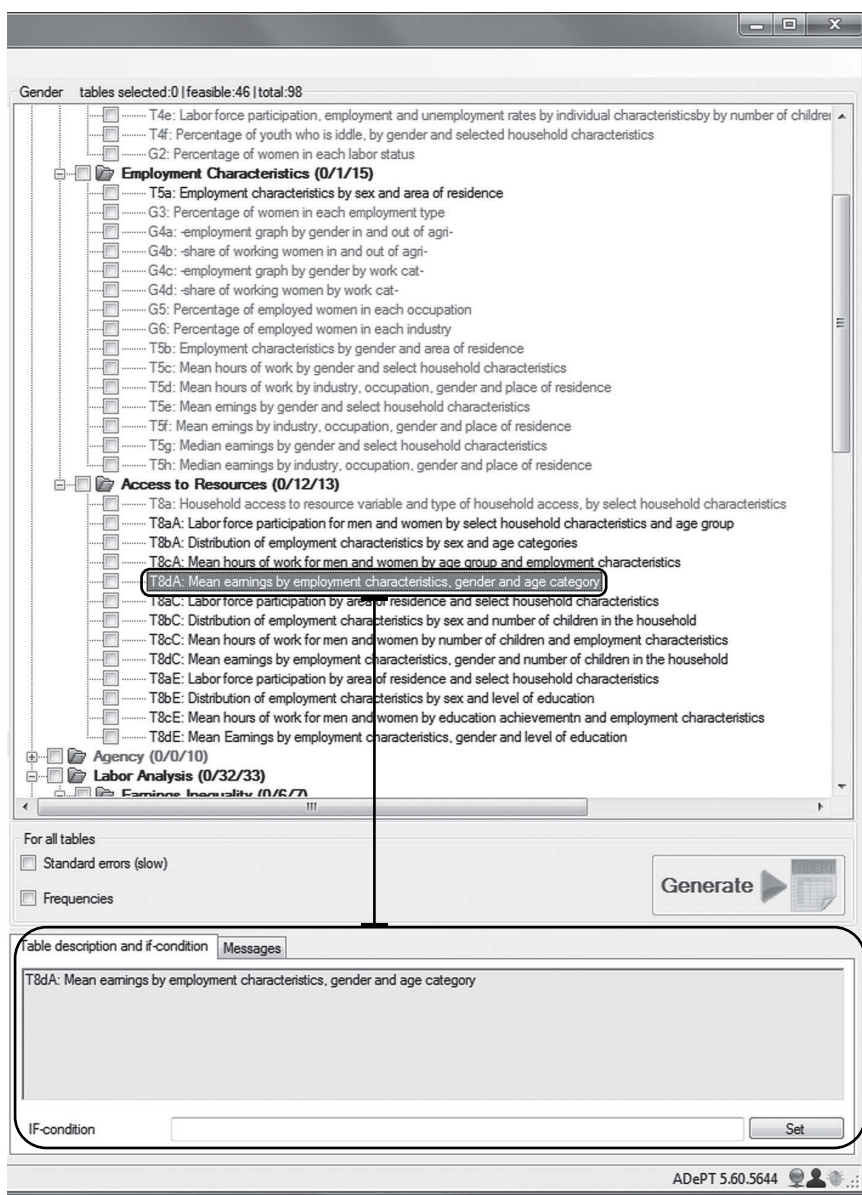 Gender tables selected:0 | feasible:46 | total:98
T4e: Labor force participation, employment and unemployment rates by individual characteristicsby by number of childre
T4f: Percentage of youth who is iddle, by gender and selected household characteristics
G2: Percentage of women in each labor status
Employment Characteristics (0/1/15)
T5a: Employment characteristics by sex and area of residence
G3: Percentage of women in each employment type
G4a: -employment graph by gender in and out of agri-
G4b: -share of working women in and out of agri-
G4c: -employment graph by gender by work cat-
G4d: -share of working women by work cat-
G5: Percentage of employed women in each occupation
G6: Percentage of employed women in each industry
T5b: Employment characteristics by gender and area of residence
T5c: Mean hours of work by gender and select household characteristics
T5d: Mean hours of work by industry, occupation, gender and place of residence
T5e: Mean ernings by gender and select household characteristics
T5f: Mean ernings by industry, occupation, gender and place of residence
T5g: Median earnings by gender and select household characteristics
T5h: Median earnings by industry, occupation, gender and place of residence
Access to Resources (0/12/13)
T8a: Household access to resource variable and type of household access, by select household characteristics
T8aA: Labor force participation for men and women by select household characteristics and age group
T8bA: Distribution of employment characteristics by sex and age categories
T8cA: Mean hours of work for men and women by age group and employment characteristics
T8dA: Mean earnings by employment characteristics, gender and age category
T8aC: Labor force participation by area of residence and select household characteristics
T8bC: Distribution of employment characteristics by sex and number of children in the household
T8cC: Mean hours of work for men and women by number of children and employment characteristics
T8dC: Mean earnings by employment characteristics, gender and number of children in the household
T8aE: Labor force participation by area of residence and select household characteristics
T8bE: Distribution of employment characteristics by sex and level of education
T8cE: Mean hours of work for men and women by education achievementn and employment characteristics
T8dE: Mean Earnings by employment characteristics, gender and level of education
Agency (0/0/10)
Labor Analysis (0/32/33)
Earnings Inequality (0/6/7)
For all tables
Standard errors (slow)
Frequencies
Generate
ADEPT
Table description and if-condition Messages
T8dA: Mean earnings by employment characteristics, gender and age category
IF-condition Set
ADePT 5.60.5644